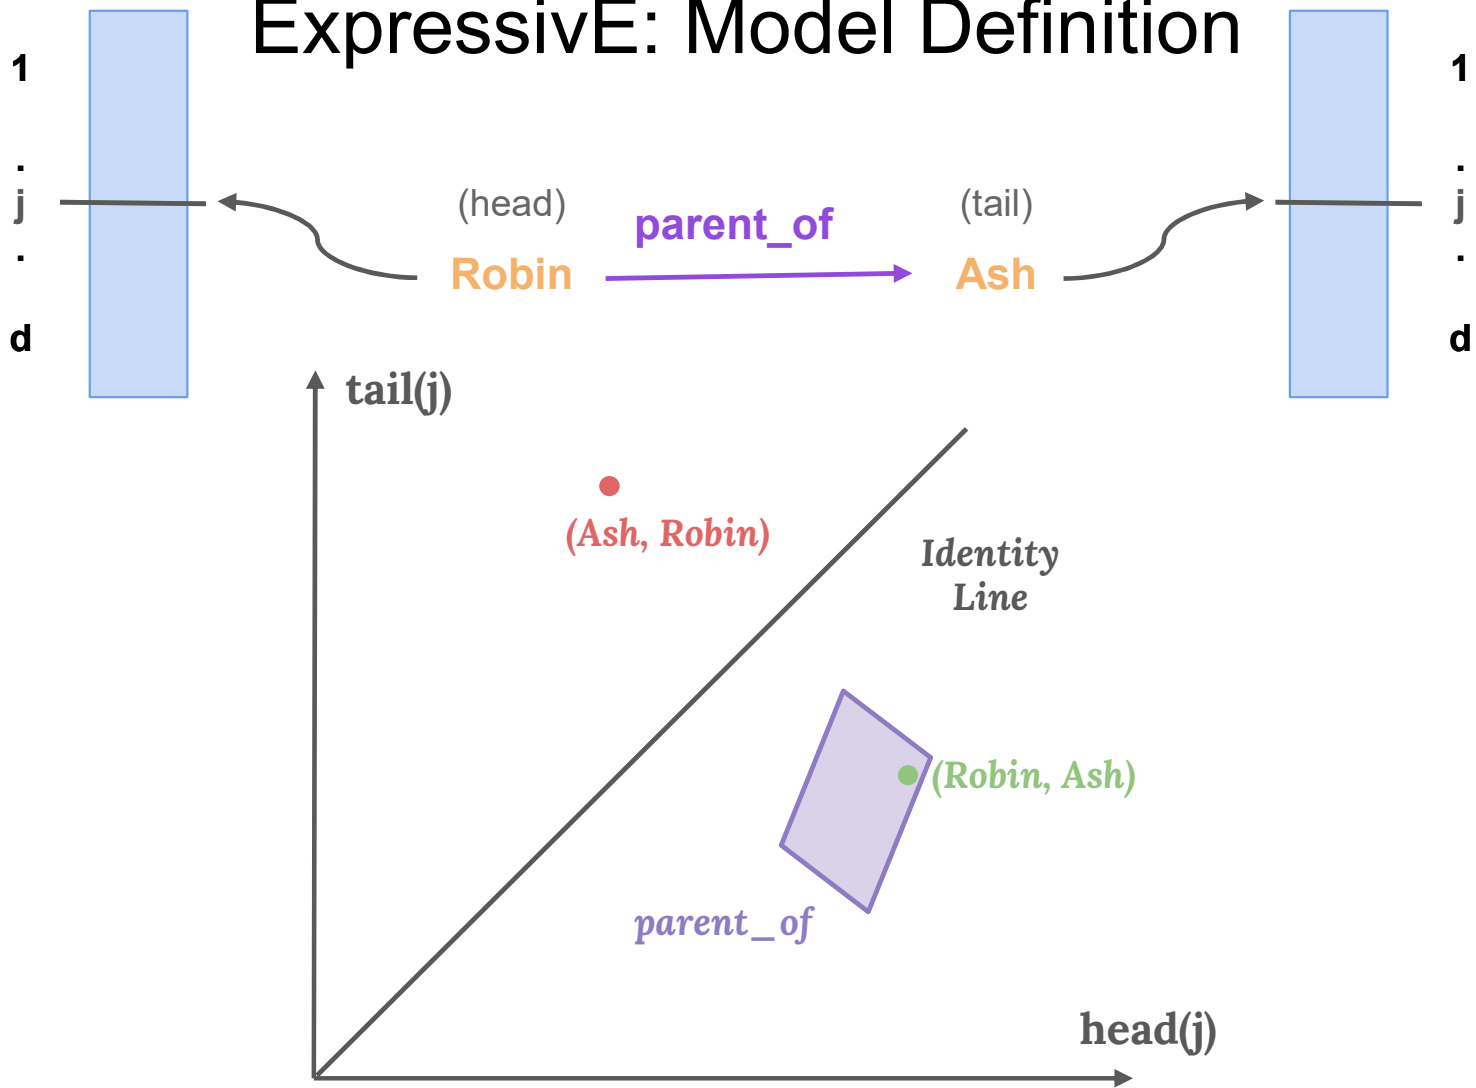 ExpressivE: Model Definition
1
.
j
.
d
(head)
parent_of
(tail)
Robin
Ash
1
.
j
.
d
tail(j)
(Ash, Robin)
Identity
Line
(Robin, Ash)
parent_of
head(j)